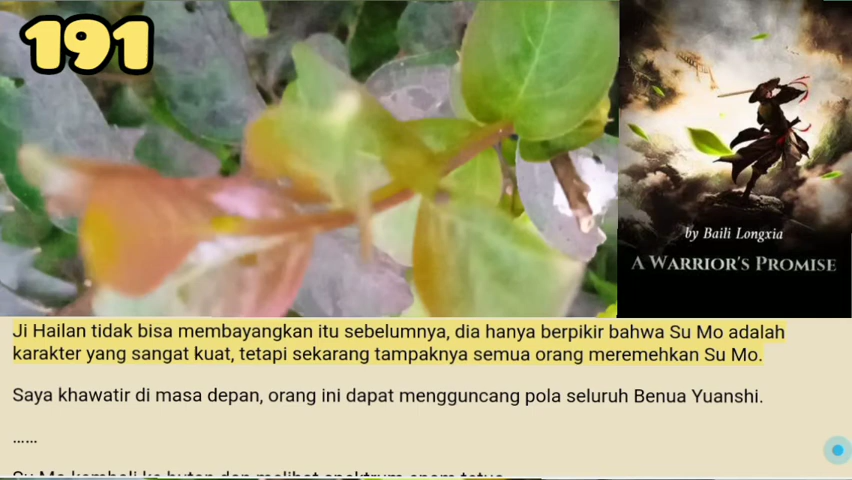 191
by Baili Longxia
A WARRIOR'S PROMISE
Ji Hailan tidak bisa membayangkan itu sebelumnya, dia hanya berpikir bahwa Su Mo adalah
karakter yang sangat kuat, tetapi sekarang tampaknya semua orang meremehkan Su Mo.
Saya khawatir di masa depan, orang ini dapat mengguncang pola seluruh Benua Yuanshi.
......